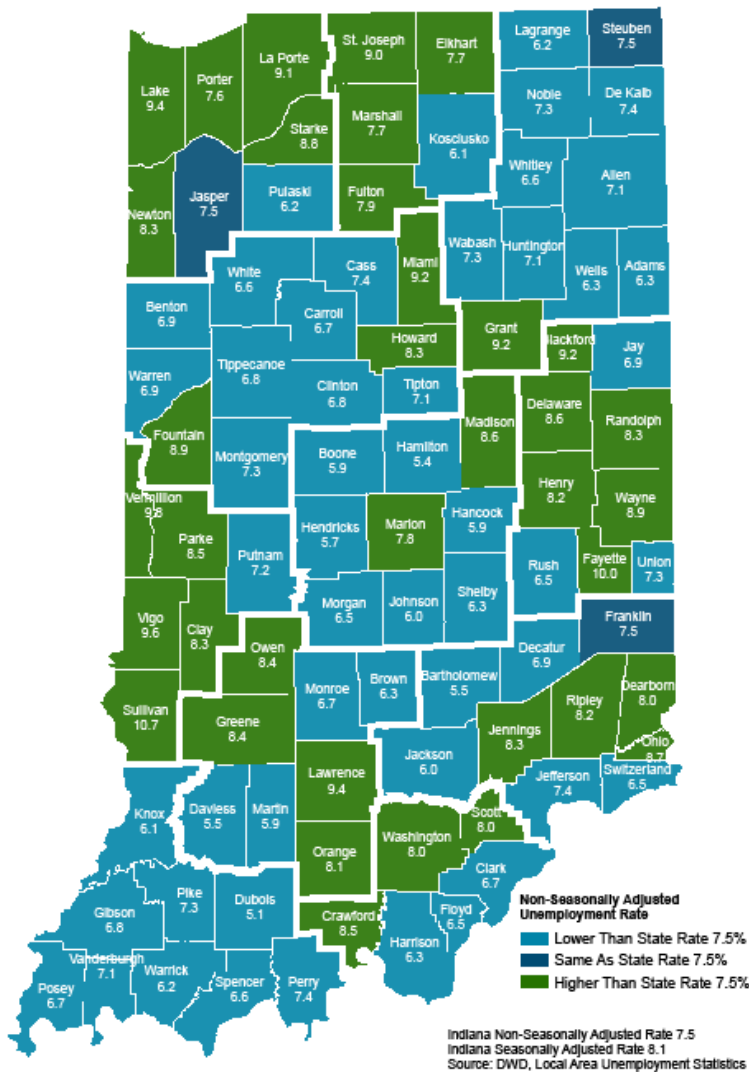 Lagrange
6.2
Steuben
7.5
St. Joseph
9.0
Elkhart
7.7
La Porte
9.1
Porter
7.6
Lake
9.4
Noble
7.3
De Kalb
7.4
Starke
8.8
Marshall
7.7
Kosciusko
6.1
Whitley
6.6
Allen
7.1
Jasper
7.5
Pulaski
6.2
Fulton
7.9
Newton
8.3
Wabash
7.3
Huntington
7.1
Wells
6.3
Adams
6.3
White
6.6
Cass
7.4
Miami
9.2
Benton
6.9
Carroll
6.7
Howard
8.3
Grant
9.2
Blackford
9.2
Jay
6.9
Warren
6.9
Tippecanoe
6.8
Clinton
6.8
Tipton
7.1
Madison
8.6
Delaware
8.6
Randolph
8.3
Fountain
8.9
Montgomery
7.3
Boone
5.9
Hamilton
5.4
Henry
8.2
Wayne
8.9
Vermillion
9.8
Parke
8.5
Putnam
7.2
Hendricks
5.7
Marion
7.8
Hancock
5.9
Rush
6.5
Fayette
10.0
Union
7.3
Vigo
9.6
Clay
8.3
Morgan
6.5
Johnson
6.0
Shelby
6.3
Franklin
7.5
Owen
8.4
Decatur
6.9
Sullivan
10.7
Greene
8.4
Monroe
6.7
Brown
6.3
Bartholomew
5.5
Ripley
8.2
Dearborn
8.0
Jennings
8.3
Ohio
8.7
Jackson
6.0
Jefferson
7.4
Switzerland
6.5
Lawrence
9.4
Knox
6.1
Daviess
5.5
Martin
5.9
Scott
8.0
Washington
8.0
Orange
8.1
Clark
6.7
Pike
7.3
Dubois
5.1
Gibson
6.8
Crawford
8.5
Floyd
6.5
Harrison
6.3
Vanderburgh
7.1
Warrick
6.2
Spencer
6.6
Perry
7.4
Posey
6.7
Non-Seasonally Adjusted
Unemployment Rate
Lower Than State Rate 7.5%
Same As State Rate 7.5%
Higher Than State Rate 7.5%
Indiana Non-Seasonally Adjusted Rate 7.5
Indiana Seasonally Adjusted Rate 8.1
Source: DWD, Local Area Unemployment Statistics